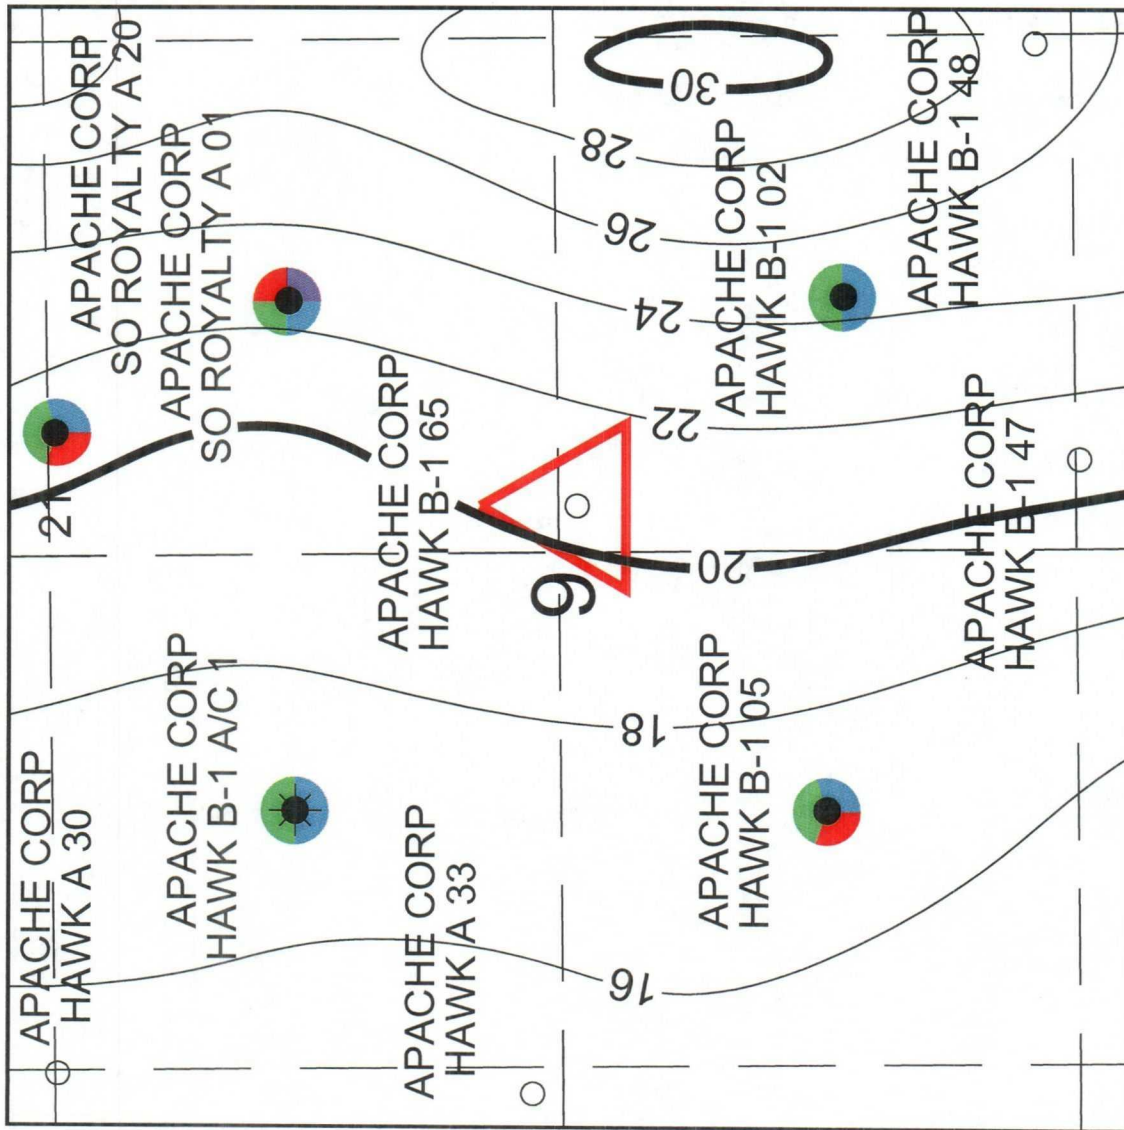 APACHE CORP
SO ROYALTY A 20
APACHE CORP
SO ROYALTY A 01
APACHE CORP
HAWK B-1 65
APACHE CORP
HAWK B-1 02
APACHE CORP
HAWK B-1 48
APACHE CORP
HAWK B-1 47
APACHE CORP
HAWK B-1 A/C 1
APACHE CORP
HAWK B-1 05
APACHE CORP
HAWK A 30
APACHE CORP
HAWK A 33
30
28
26
24
22
20
18
16
21
9